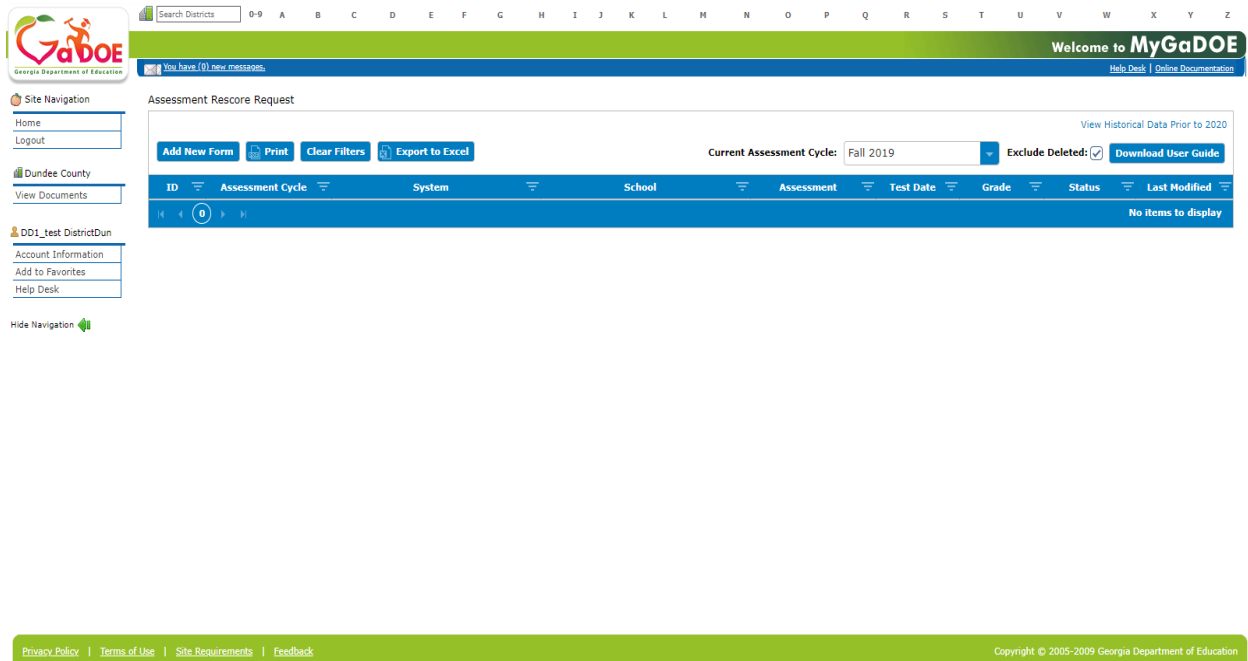 Search Districts 0-9 A B C D E F G H I J K L M N O P Q R S T U V W X Y Z
GaDOE
Georgia Department of Education
Welcome to MyGaDOE
You have (0) new messages.
Help Desk | Online Documentation
Site Navigation
Home
Logout
Dundee County
View Documents
DD1_test DistrictDun
Account Information
Add to Favorites
Help Desk
Hide Navigation
Assessment Rescore Request
View Historical Data Prior to 2020
Add New Form Print Clear Filters Export to Excel Current Assessment Cycle: Fall 2019 Exclude Deleted: Download User Guide
ID Assessment Cycle System School Assessment Test Date Grade Status Last Modified
0 No items to display
Privacy Policy | Terms of Use | Site Requirements | Feedback Copyright © 2005-2009 Georgia Department of Education